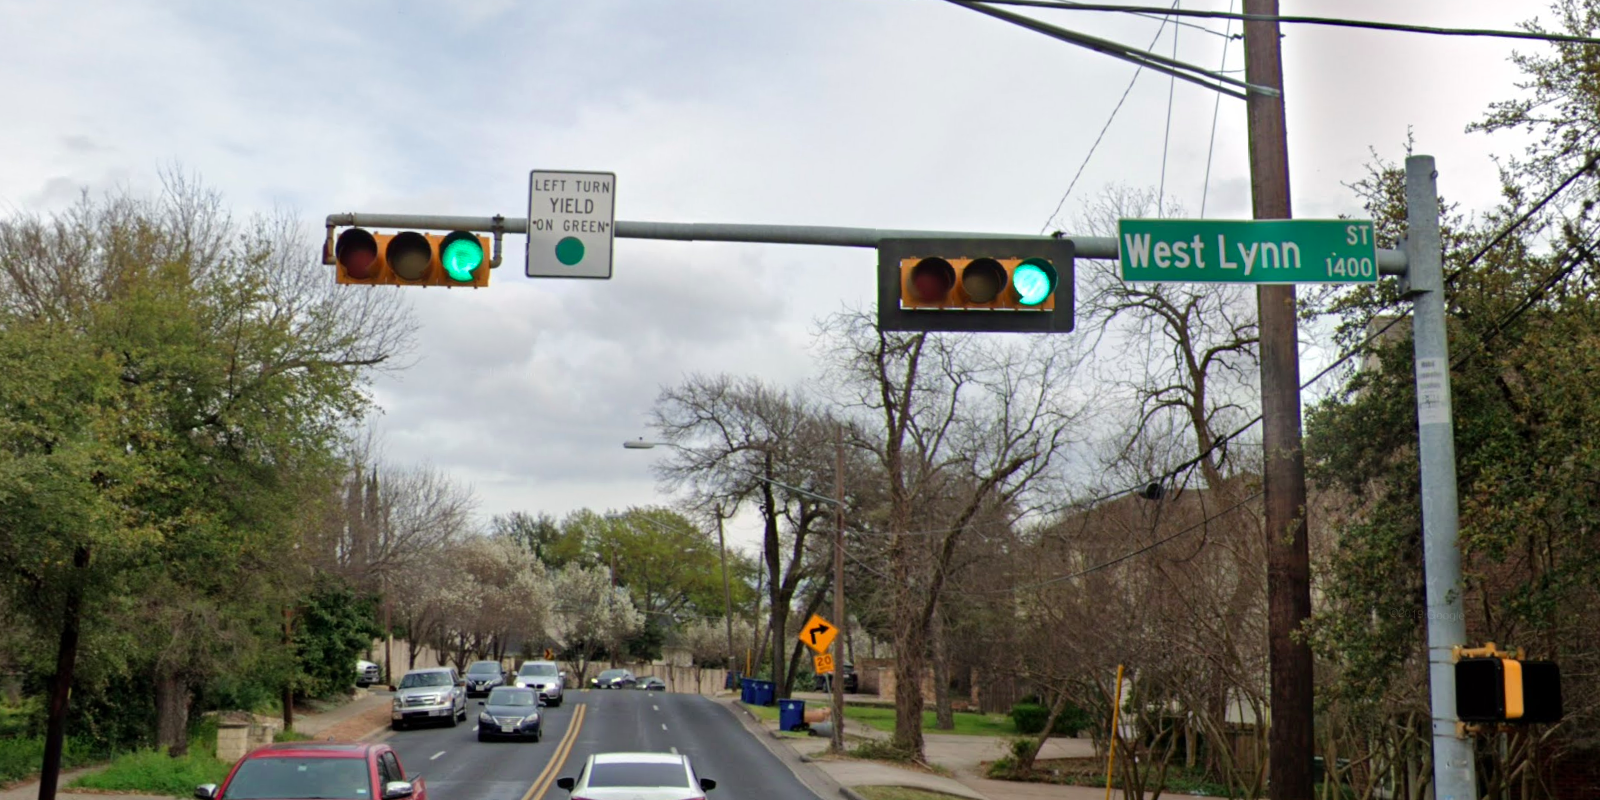 LEFT TURN
YIELD
"ON GREEN"
West Lynn ST
1400
20